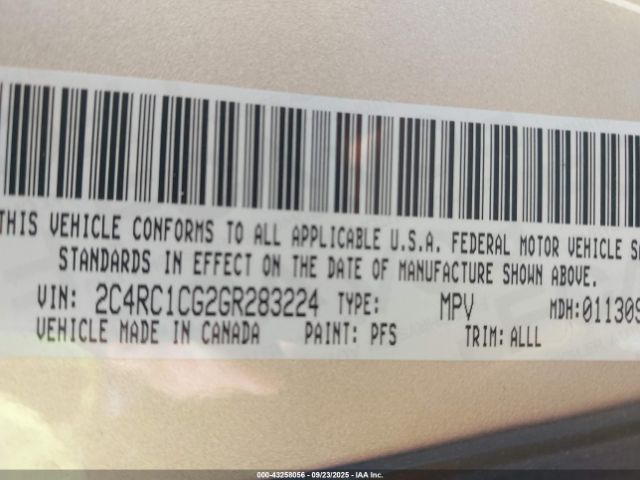 THIS VEHICLE CONFORMS TO ALL APPLICABLE U.S.A. FEDERAL MOTOR VEHICLE SA
STANDARDS IN EFFECT ON THE DATE OF MANUFACTURE SHOWN ABOVE.
VIN: 2C4RC1CG2GR283224 TYPE: MPV MDH:011309
VEHICLE MADE IN CANADA PAINT: PFS TRIM: ALLL
000-43258056 - 09/23/2025 - IAA Inc.